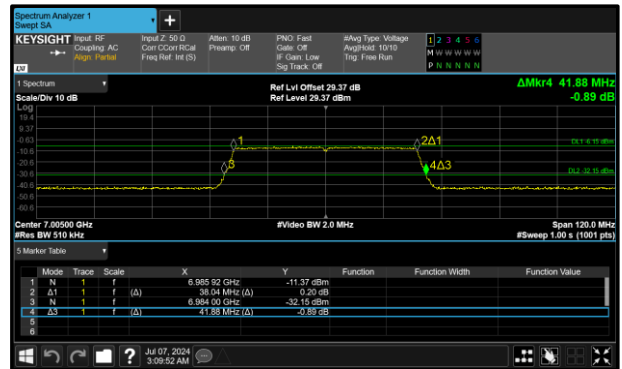 Spectrum Analyzer 1
Swept SA
+
KEYSIGHT Input: RF Input Z: 50 Ω Atten: 10 dB PNO: Fast #Avg Type: Voltage 1 2 3 4 5 6
Coupling: AC Corr CCorr RCal Preamp: Off Gate: Off Avg|Hold: 10/10 M W W W W W
Align: Partial Freq Ref: Int (S) IF Gain: Low Trig: Free Run
Sig Track: Off P N N N N N
LXI
1 Spectrum ΔMkr4 41.88 MHz
Ref Lvl Offset 29.37 dB
Scale/Div 10 dB Ref Level 29.37 dBm -0.89 dB
Log
19.4
9.37
-0.63 1 2Δ1 DL1 -6.15 dBm
-10.6
-20.6 3 4Δ3
-30.6 DL2 -32.15 dBm
-40.6
-50.6
-60.6
Center 7.00500 GHz #Video BW 2.0 MHz Span 120.0 MHz
#Res BW 510 kHz #Sweep 1.00 s (1001 pts)
5 Marker Table
Mode Trace Scale X Y Function Function Width Function Value
1 N 1 f 6.985 92 GHz -11.37 dBm
2 Δ1 1 f (Δ) 38.04 MHz (Δ) 0.20 dB
3 N 1 f 6.984 00 GHz -32.15 dBm
4 Δ3 1 f (Δ) 41.88 MHz (Δ) -0.89 dB
5
6
? Jul 07, 2024
3:09:52 AM